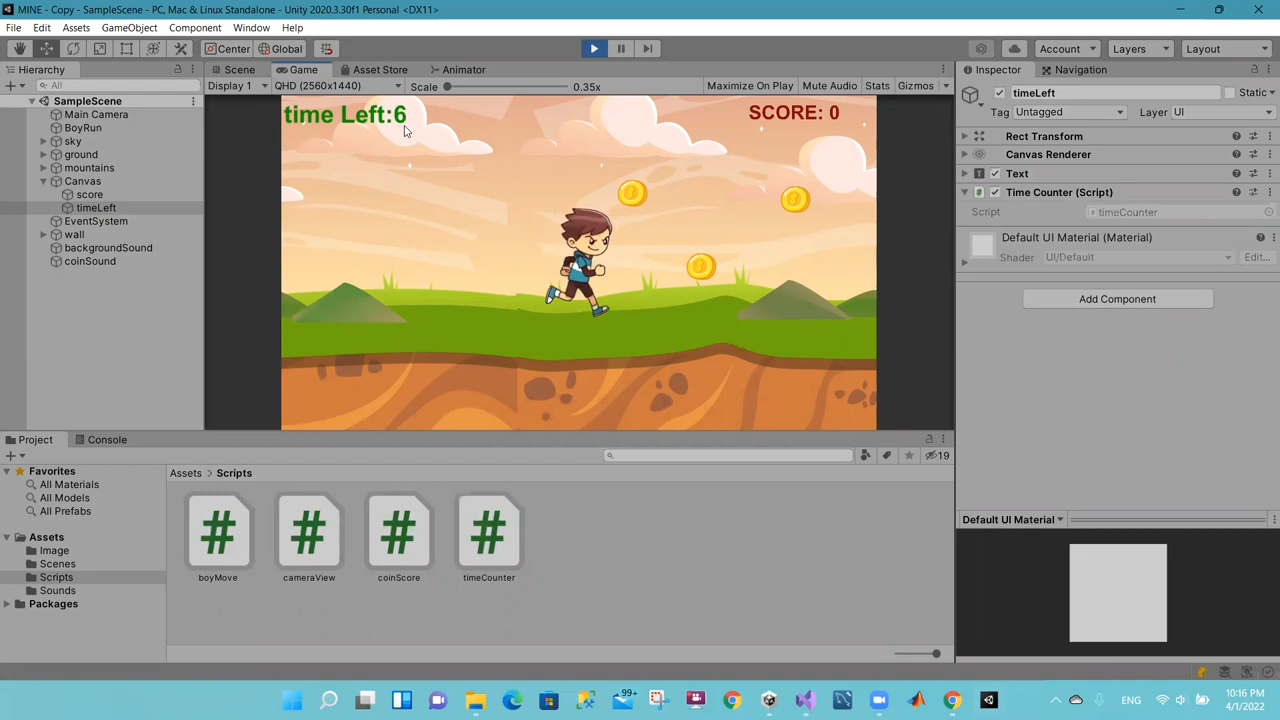 MINE - Copy - SampleScene - PC, Mac & Linux Standalone - Unity 2020.3.30f1 Personal <DX11>
File Edit Assets GameObject Component Window Help
Center Global Account Layers Layout
Hierarchy Scene Game Asset Store Animator Inspector Navigation
All Display 1 QHD (2560x1440) Scale 0.35x Maximize On Play Mute Audio Stats Gizmos timeLeft Static
SampleScene
Main Camera
BoyRun
sky
ground
mountains
Canvas
score
timeLeft
EventSystem
wall
backgroundSound
coinSound
time Left:6 SCORE: 0
Tag Untagged Layer UI
Rect Transform
Canvas Renderer
Text
Time Counter (Script)
Script timeCounter
Default UI Material (Material)
Shader UI/Default Edit...
Add Component
Project Console
19
Favorites
All Materials
All Models
All Prefabs
Assets
Image
Scenes
Scripts
Sounds
Packages
Assets > Scripts
boyMove cameraView coinScore timeCounter
Default UI Material
99+ ENG 10:16 PM
4/1/2022